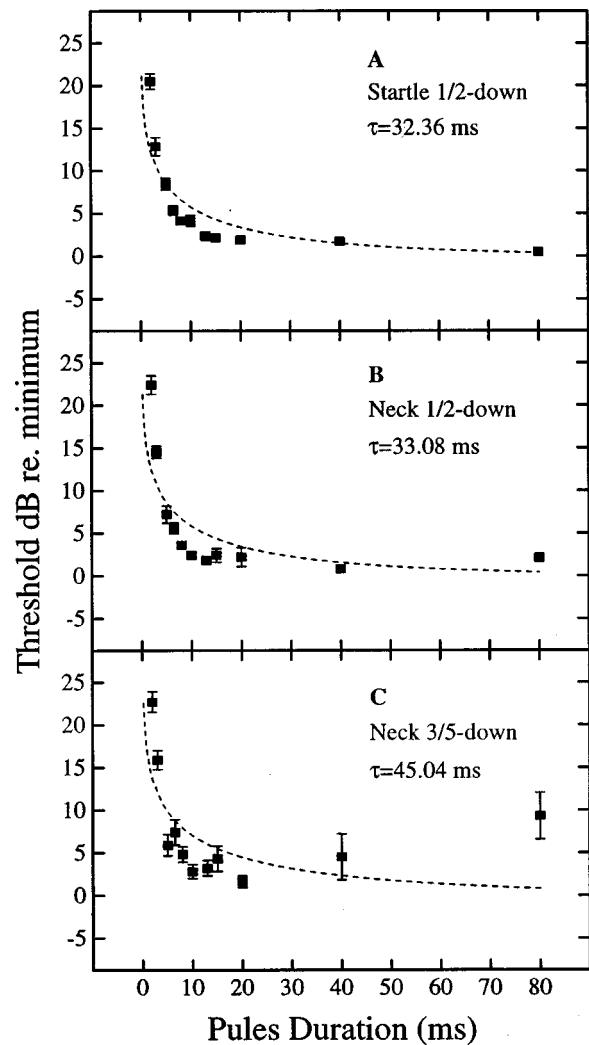 25
20
15
10
5
0
-5
A
Startle 1/2-down
τ=32.36 ms
25
20
15
10
5
0
-5
B
Neck 1/2-down
τ=33.08 ms
25
20
15
10
5
0
-5
C
Neck 3/5-down
τ=45.04 ms
Threshold dB re. minimum
0 10 20 30 40 50 60 70 80
Pules Duration (ms)